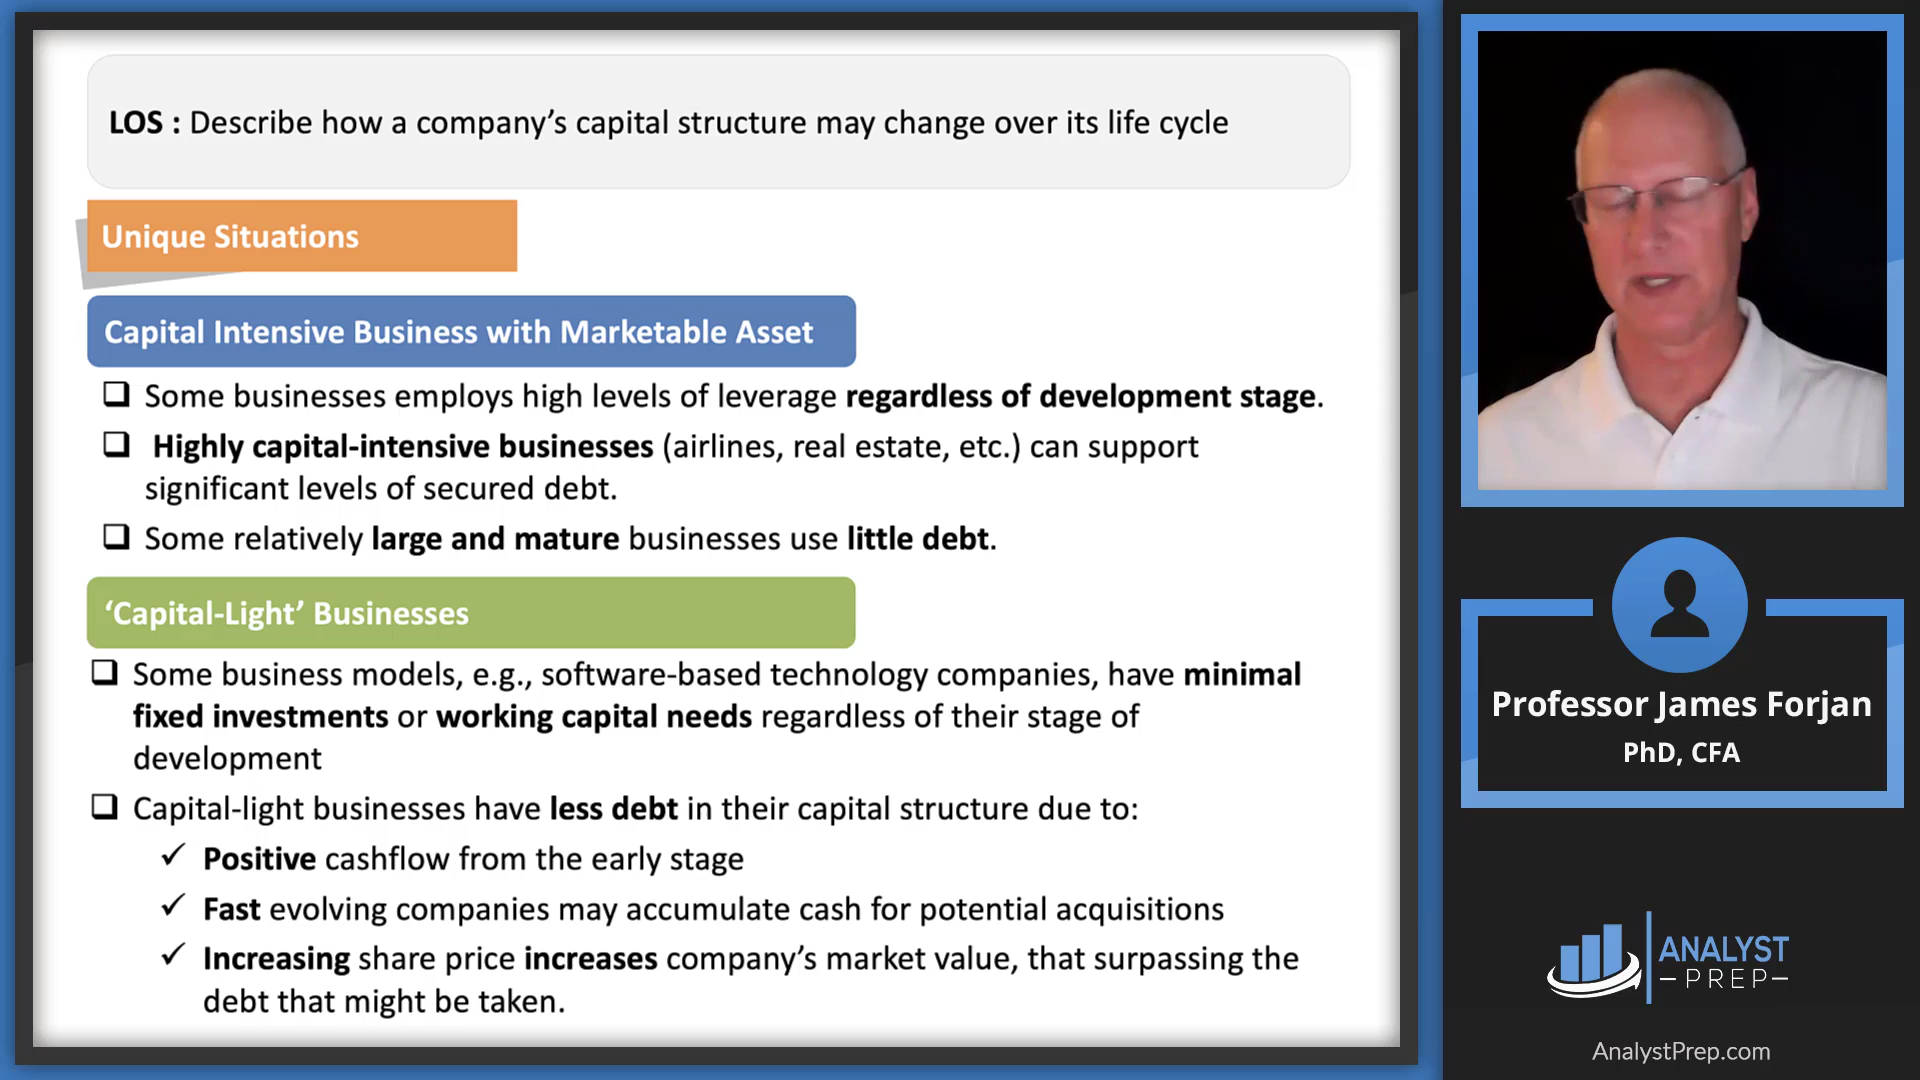 LOS : Describe how a company’s capital structure may change over its life cycle
Unique Situations
Capital Intensive Business with Marketable Asset
Some businesses employs high levels of leverage regardless of development stage.
Highly capital-intensive businesses (airlines, real estate, etc.) can support
significant levels of secured debt.
Some relatively large and mature businesses use little debt.
‘Capital-Light’ Businesses
Some business models, e.g., software-based technology companies, have minimal
fixed investments or working capital needs regardless of their stage of
development
Capital-light businesses have less debt in their capital structure due to:
Positive cashflow from the early stage
Fast evolving companies may accumulate cash for potential acquisitions
Increasing share price increases company’s market value, that surpassing the
debt that might be taken.
Professor James Forjan
PhD, CFA
ANALYST
PREP
AnalystPrep.com